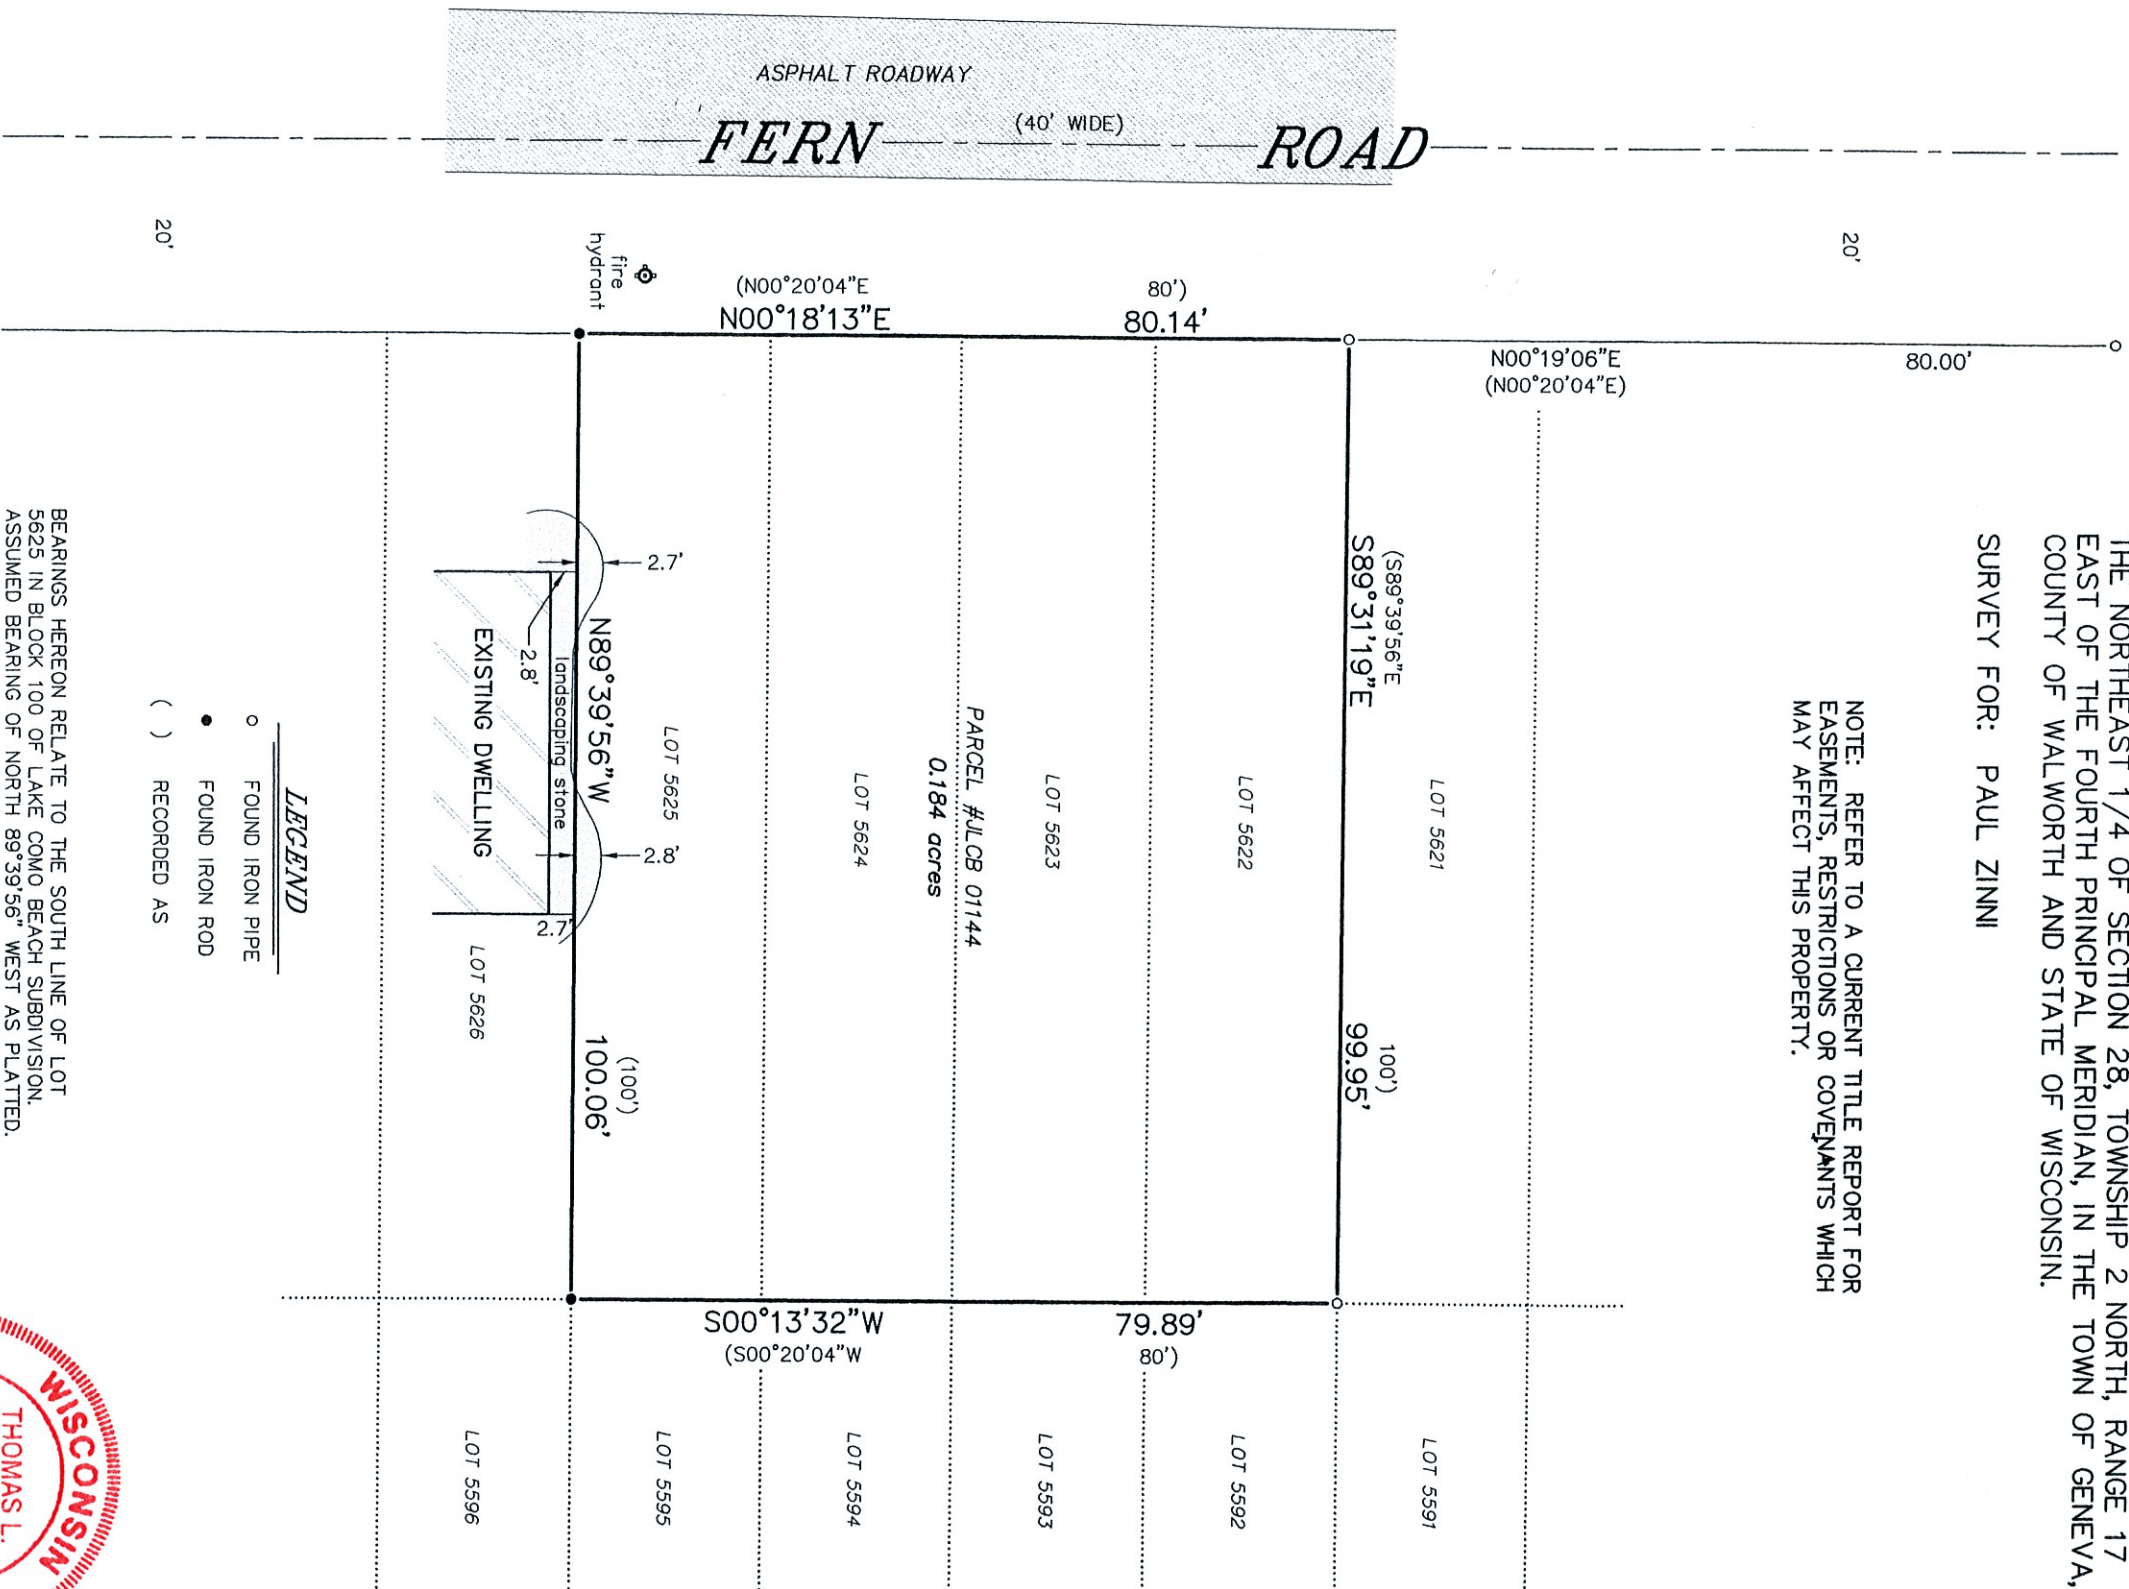 THE NORTHEAST 1/4 OF SECTION 28, TOWNSHIP 2 NORTH, RANGE 17
EAST OF THE FOURTH PRINCIPAL MERIDIAN, IN THE TOWN OF GENEVA,
COUNTY OF WALWORTH AND STATE OF WISCONSIN.
SURVEY FOR: PAUL ZINNI
NOTE: REFER TO A CURRENT TITLE REPORT FOR
EASEMENTS, RESTRICTIONS OR COVENANTS WHICH
MAY AFFECT THIS PROPERTY.
ASPHALT ROADWAY
FERN ROAD
(40' WIDE)
20'
20'
fire
hydrant
(N00°20'04"E 80')
N00°18'13"E 80.14'
N00°19'06"E 80.00'
(N00°20'04"E)
(S89°39'56"E 100')
S89°31'19"E 99.95'
LOT 5621
LOT 5622
LOT 5623
PARCEL #JLCB 01144
0.184 acres
LOT 5624
LOT 5625
N89°39'56"W 100.06'
(100')
2.7'
2.8'
2.8'
2.7'
landscaping stone
EXISTING DWELLING
LOT 5626
S00°13'32"W 79.89'
(S00°20'04"W 80')
LOT 5591
LOT 5592
LOT 5593
LOT 5594
LOT 5595
LOT 5596
LEGEND
○ FOUND IRON PIPE
● FOUND IRON ROD
( ) RECORDED AS
BEARINGS HEREON RELATE TO THE SOUTH LINE OF LOT
5625 IN BLOCK 100 OF LAKE COMO BEACH SUBDIVISION.
ASSUMED BEARING OF NORTH 89°39'56" WEST AS PLATTED.
WISCONSIN
THOMAS L.